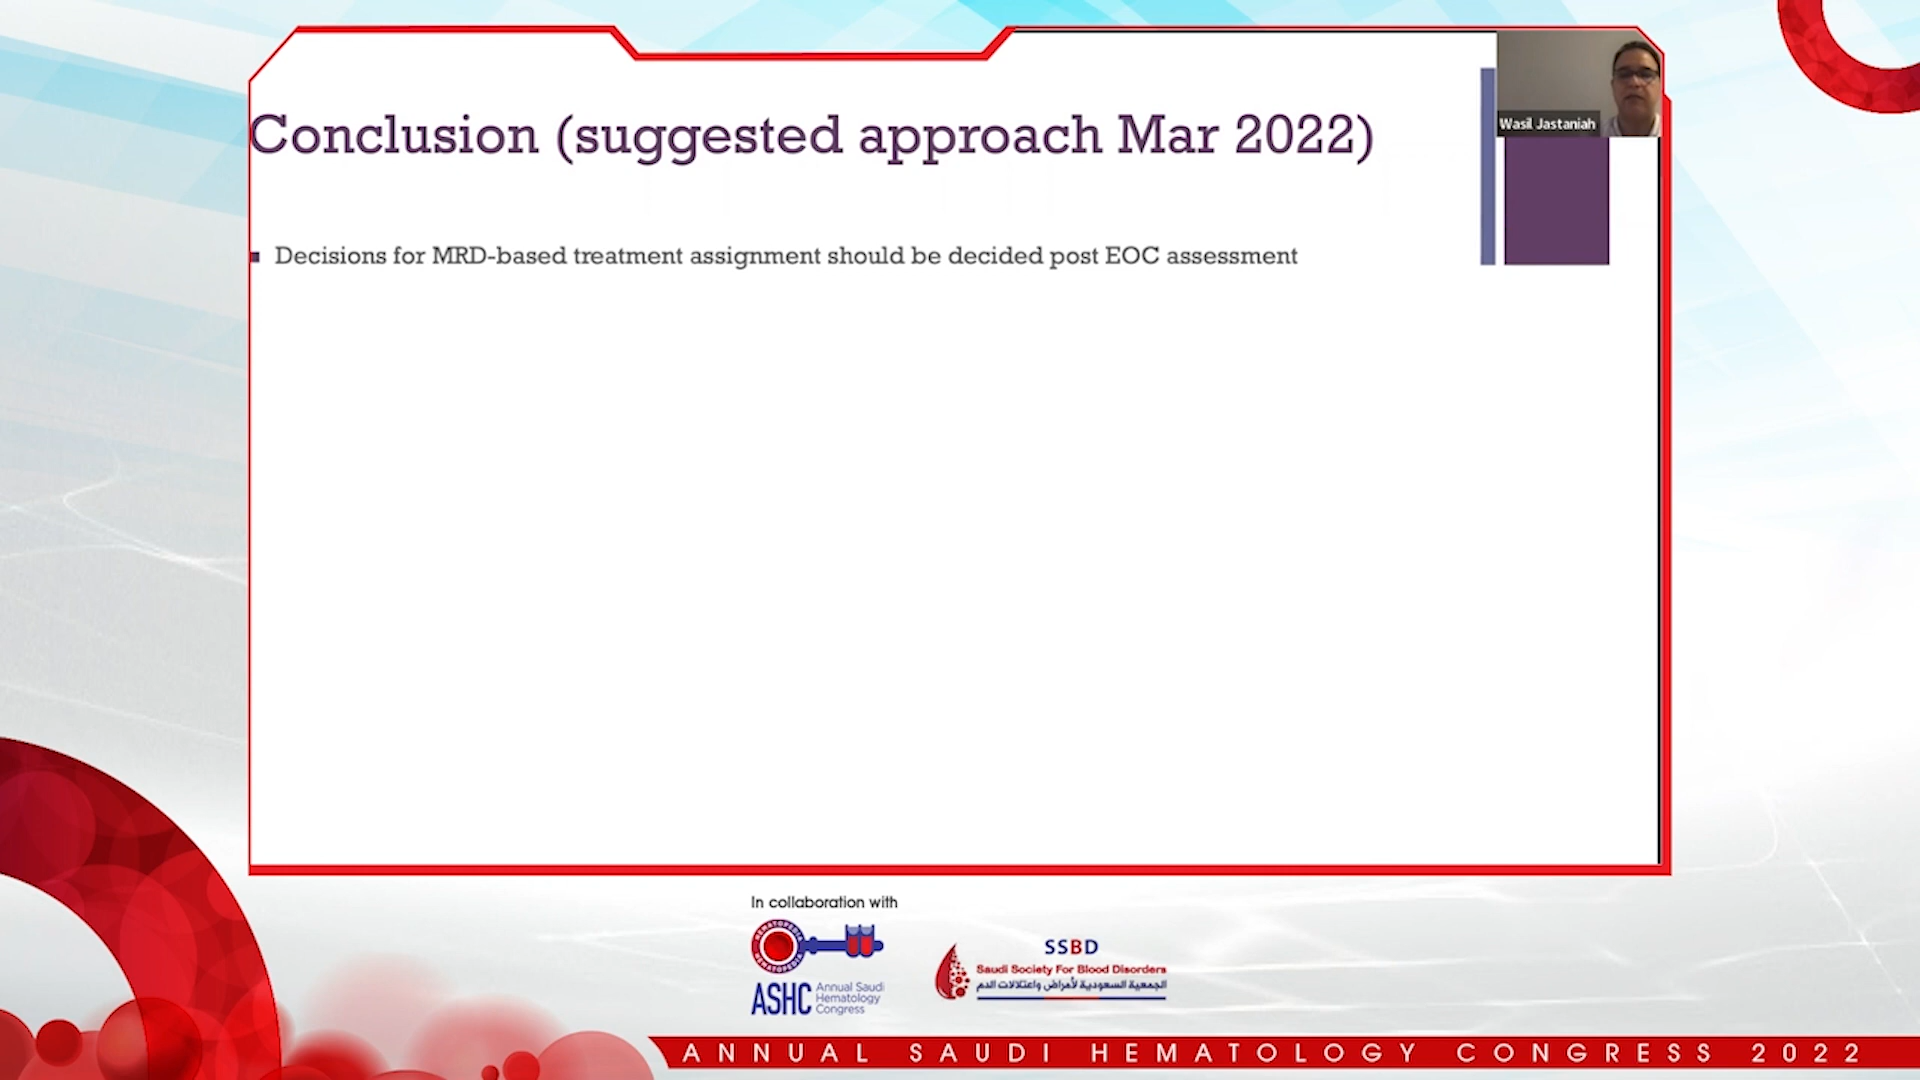 Conclusion (suggested approach Mar 2022)
Wasil Jastaniah
Decisions for MRD-based treatment assignment should be decided post EOC assessment
In collaboration with
HEMATOPEDIA
HEMATOPEDIA
ASHC Annual Saudi Hematology Congress
SSBD
Saudi Society For Blood Disorders
الجمعية السعودية لأمراض واعتلالات الدم
ANNUAL SAUDI HEMATOLOGY CONGRESS 2022